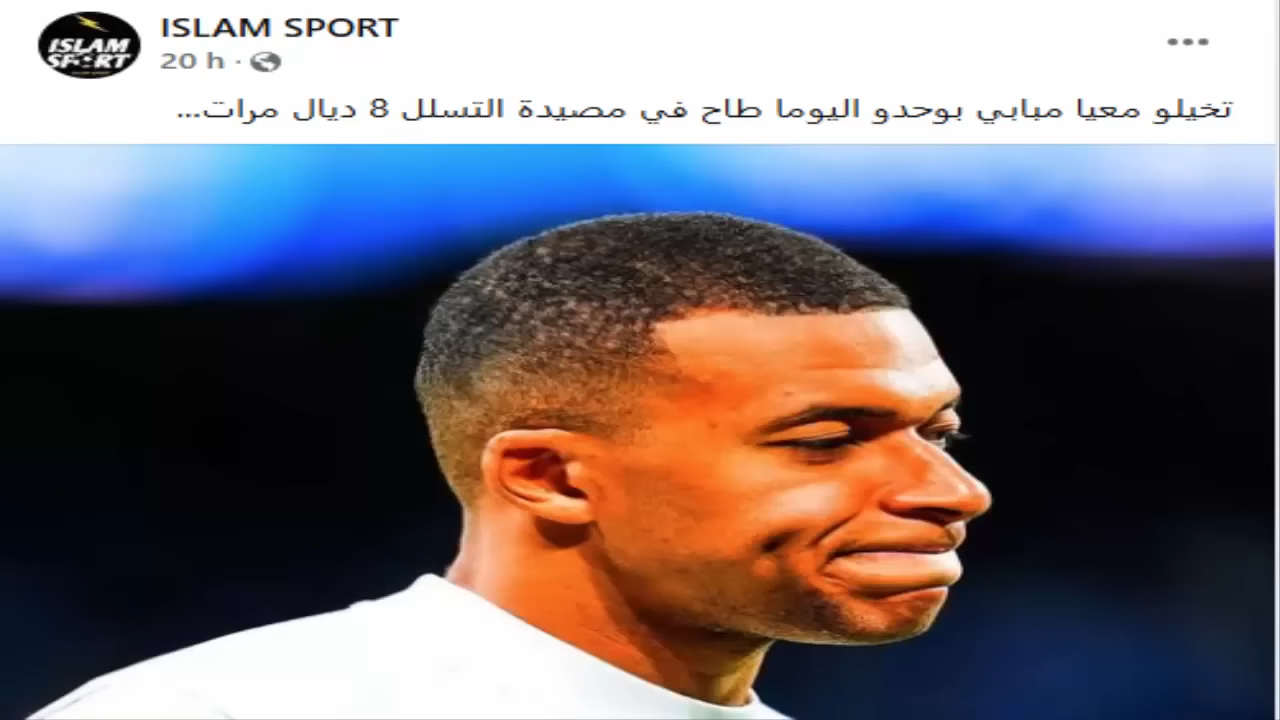 ISLAM SPORT
ISLAM
SPORT
20 h ·
تخيلو معيا مبابي بوحدو اليوما طاح في مصيدة التسلل 8 ديال مرات...